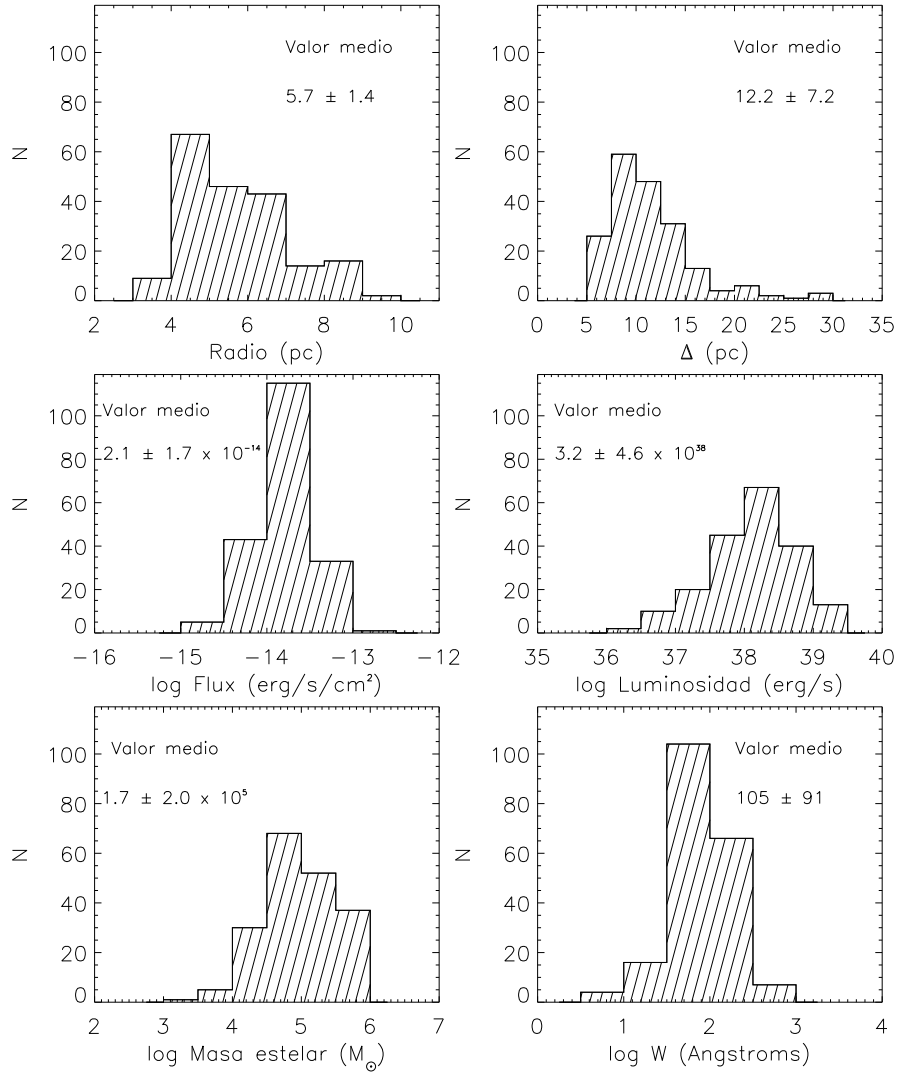 Valor medio
5.7 ± 1.4
N
100
80
60
40
20
0
2 4 6 8 10
Radio (pc)
Valor medio
12.2 ± 7.2
N
100
80
60
40
20
0
0 5 10 15 20 25 30 35
Δ (pc)
Valor medio
2.1 ± 1.7 x 10⁻¹⁴
N
100
80
60
40
20
0
−16 −15 −14 −13 −12
log Flux (erg/s/cm²)
Valor medio
3.2 ± 4.6 x 10³⁸
N
100
80
60
40
20
0
35 36 37 38 39 40
log Luminosidad (erg/s)
Valor medio
1.7 ± 2.0 x 10⁵
N
100
80
60
40
20
0
2 3 4 5 6 7
log Masa estelar (M☉)
Valor medio
105 ± 91
N
100
80
60
40
20
0
0 1 2 3 4
log W (Angstroms)